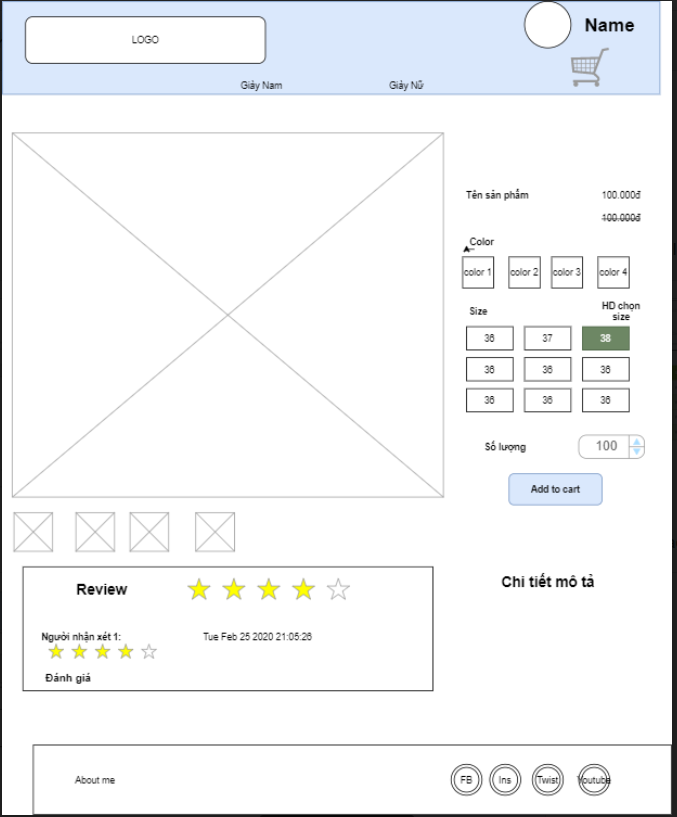 LOGO
Name
Giày Nam
Giày Nữ
Tên sản phẩm
100.000đ
100.000đ
Color
color 1
color 2
color 3
color 4
Size
HD chọn
size
36
37
38
36
36
36
36
36
36
Số lượng
100
Add to cart
Review
Chi tiết mô tả
Người nhận xét 1:
Tue Feb 25 2020 21:05:26
Đánh giá
About me
FB
Ins
Twist
Youtube